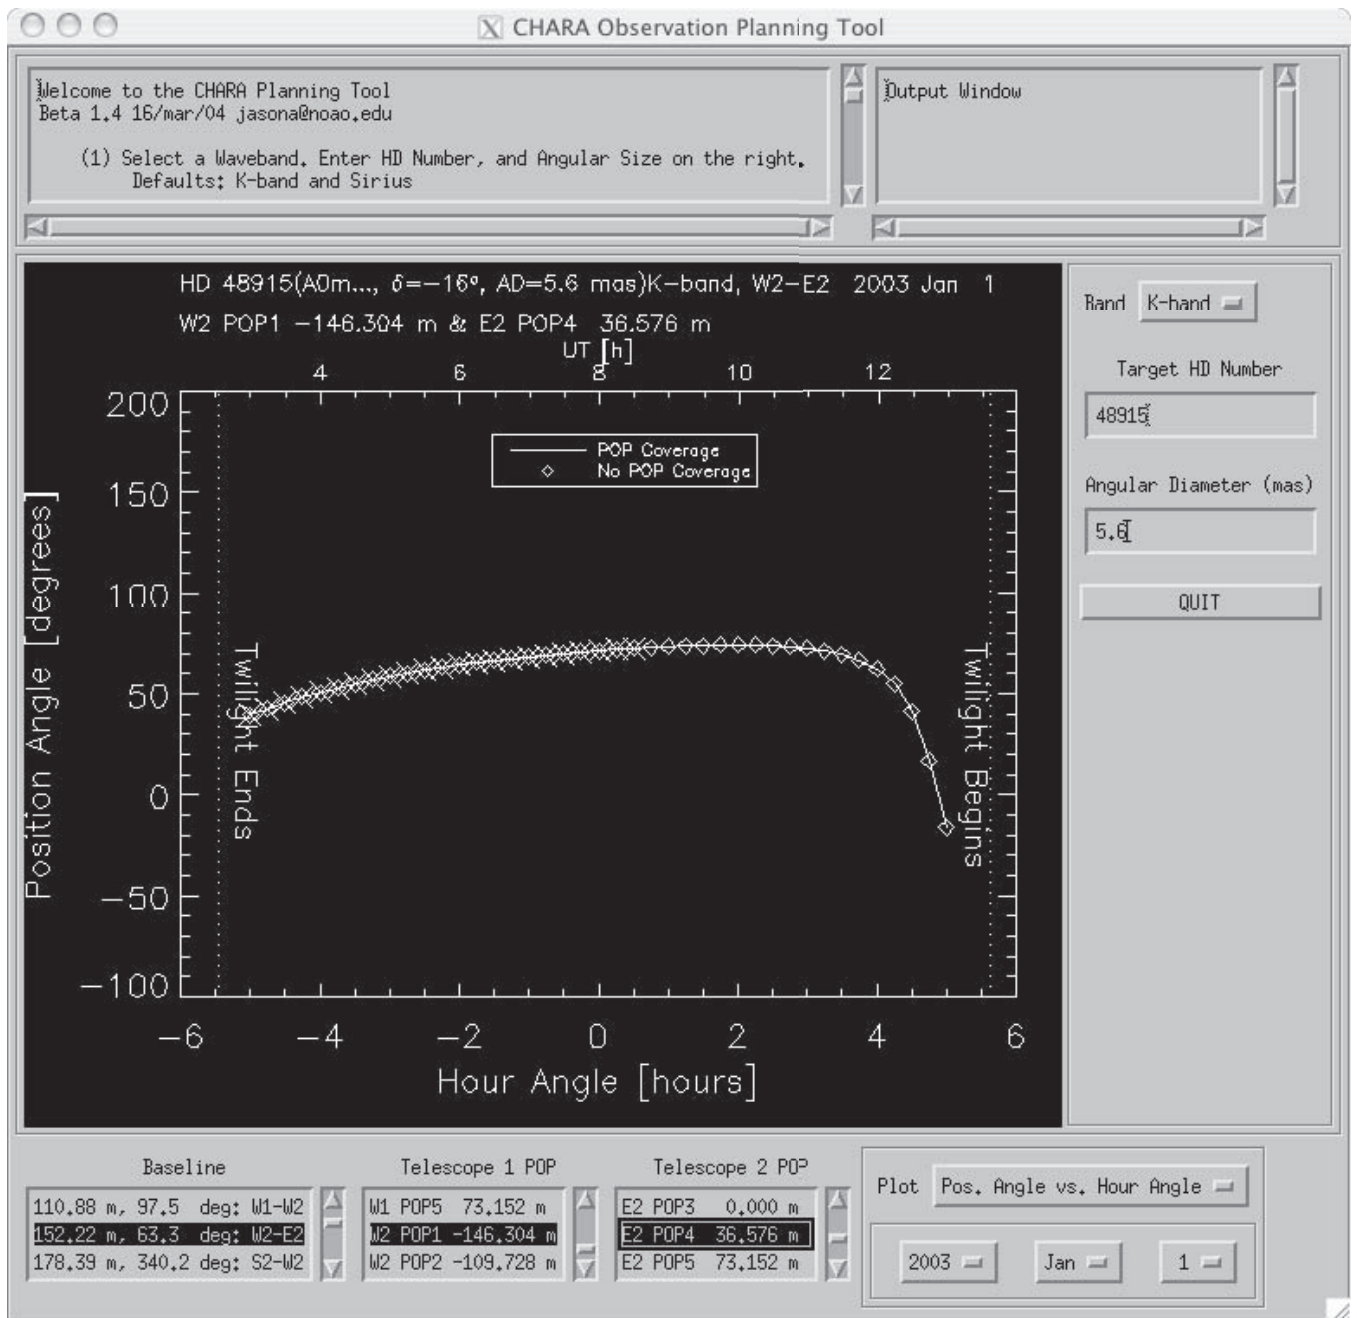 CHARA Observation Planning Tool
Welcome to the CHARA Planning Tool
Beta 1.4 16/mar/04 jasona@noao.edu
(1) Select a Waveband. Enter HD Number, and Angular Size on the right.
Defaults: K-band and Sirius
Output Window
HD 48915(A0m..., δ=−16°, AD=5.6 mas)K−band, W2−E2 2003 Jan 1
W2 POP1 −146.304 m & E2 POP4 36.576 m
UT [h]
4 6 8 10 12
200
150
100
50
0
−50
−100
Position Angle [degrees]
POP Coverage
No POP Coverage
Twilight Ends
Twilight Begins
−6 −4 −2 0 2 4 6
Hour Angle [hours]
Band K-band
Target HD Number
48915
Angular Diameter (mas)
5.6
QUIT
Baseline
110.88 m, 97.5 deg: W1-W2
152.22 m, 63.3 deg: W2-E2
178.39 m, 340.2 deg: S2-W2
Telescope 1 POP
W1 POP5 73.152 m
W2 POP1 -146.304 m
W2 POP2 -109.728 m
Telescope 2 POP
E2 POP3 0.000 m
E2 POP4 36.576 m
E2 POP5 73.152 m
Plot Pos. Angle vs. Hour Angle
2003 Jan 1